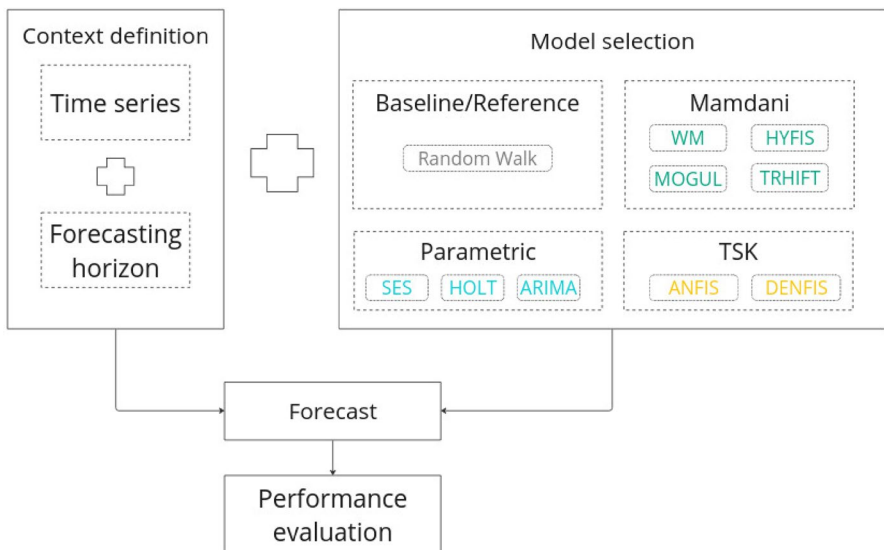 Context definition
Time series
Forecasting
horizon
Model selection
Baseline/Reference
Random Walk
Mamdani
WM HYFIS
MOGUL TRHIFT
Parametric
SES HOLT ARIMA
TSK
ANFIS DENFIS
Forecast
Performance
evaluation